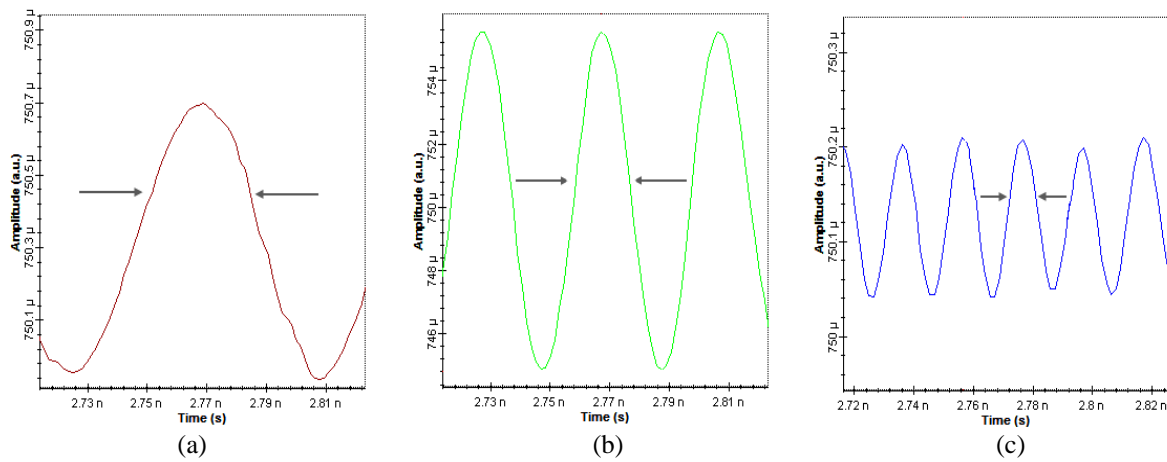 750.9 µ
750.7 µ
750.5 µ
750.3 µ
750.1 µ
Amplitude (a.u.)
2.73 n 2.75 n 2.77 n 2.79 n 2.81 n
Time (s)
(a)
754 µ
752 µ
750 µ
748 µ
746 µ
Amplitude (a.u.)
2.73 n 2.75 n 2.77 n 2.79 n 2.81 n
Time (s)
(b)
750.3 µ
750.2 µ
750.1 µ
750 µ
Amplitude (a.u.)
2.72 n 2.74 n 2.76 n 2.78 n 2.8 n 2.82 n
Time (s)
(c)